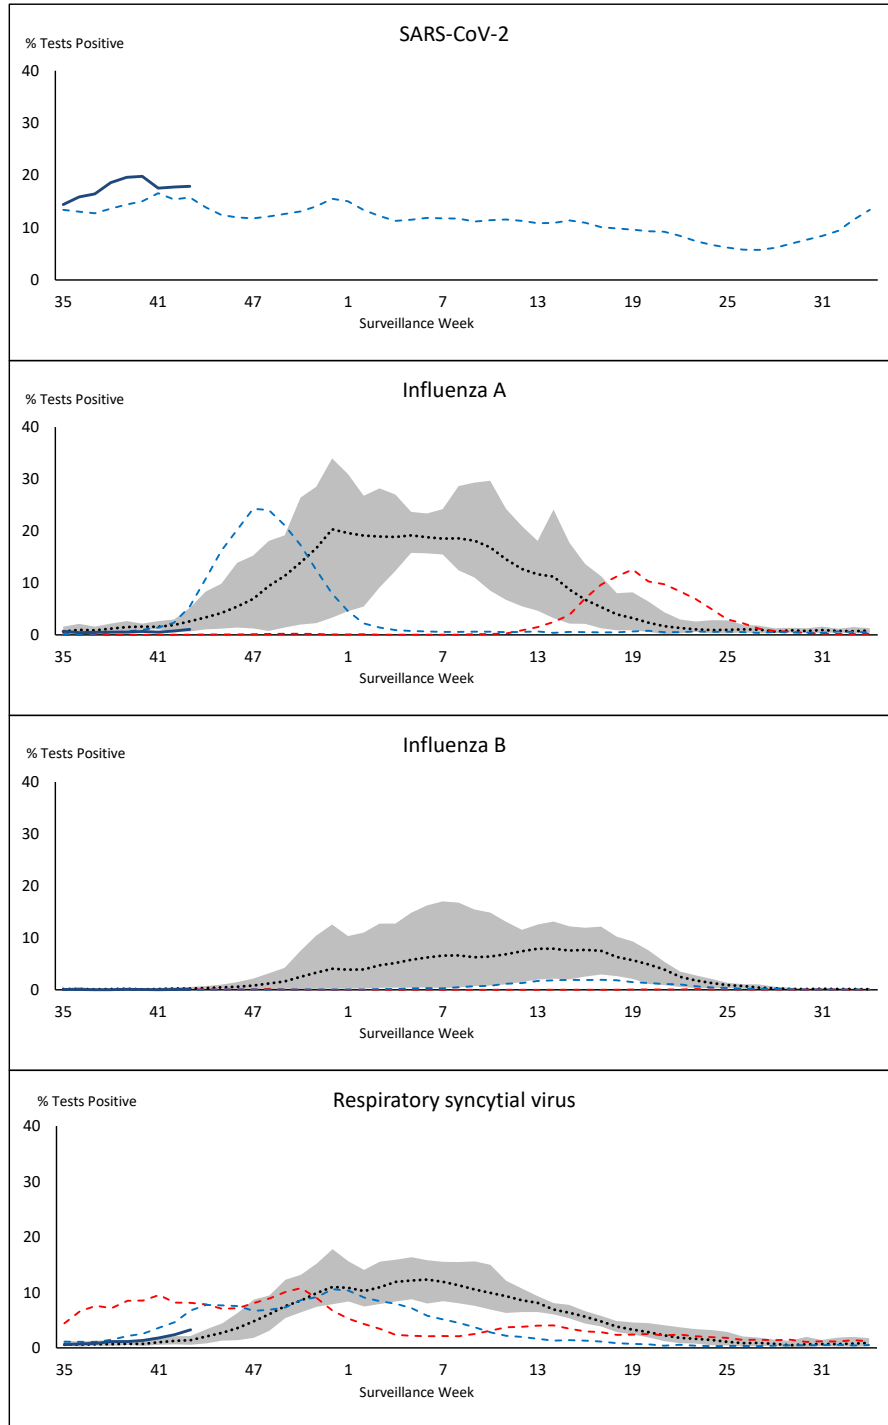 SARS-CoV-2
% Tests Positive
40
30
20
10
0
35 41 47 1 7 13 19 25 31
Surveillance Week
Influenza A
% Tests Positive
40
30
20
10
0
35 41 47 1 7 13 19 25 31
Surveillance Week
Influenza B
% Tests Positive
40
30
20
10
0
35 41 47 1 7 13 19 25 31
Surveillance Week
Respiratory syncytial virus
% Tests Positive
40
30
20
10
0
35 41 47 1 7 13 19 25 31
Surveillance Week